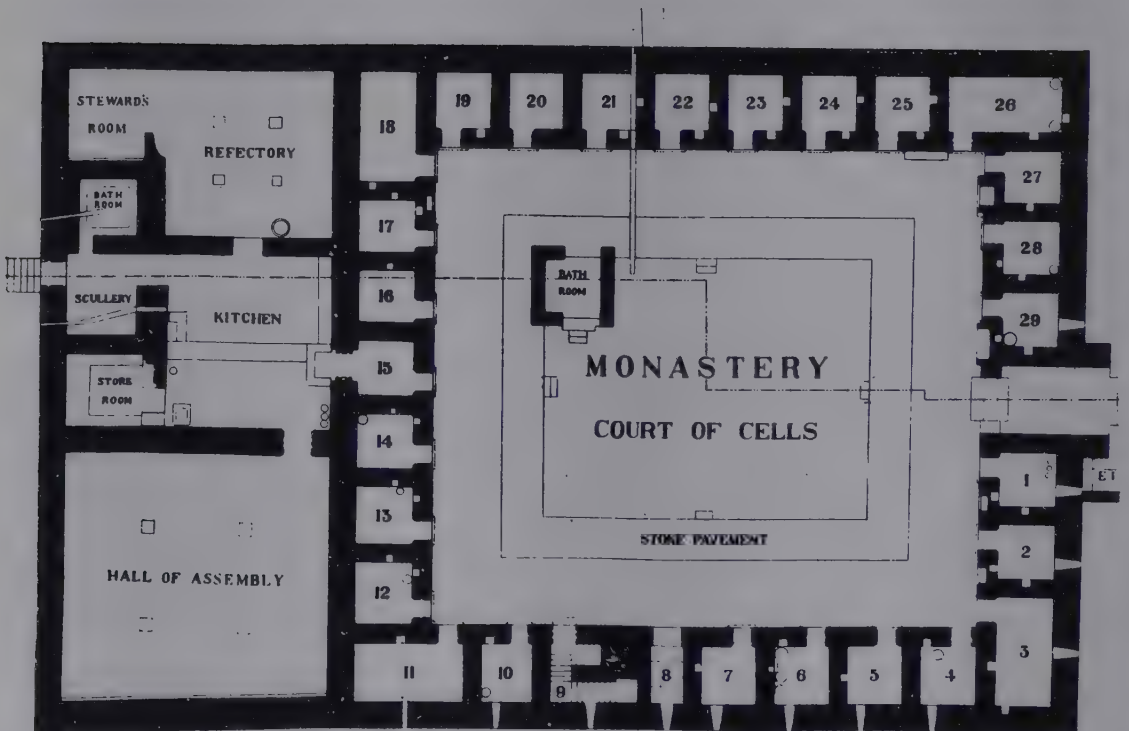 STEWARD'S
ROOM
REFECTORY
BATH
ROOM
SCULLERY
KITCHEN
STORE
ROOM
HALL OF ASSEMBLY
18
17
16
15
14
13
12
19
20
21
22
23
24
25
26
27
28
29
BATH
ROOM
MONASTERY
COURT OF CELLS
STONE PAVEMENT
1
2
3
11
10
9
8
7
6
5
4
ET